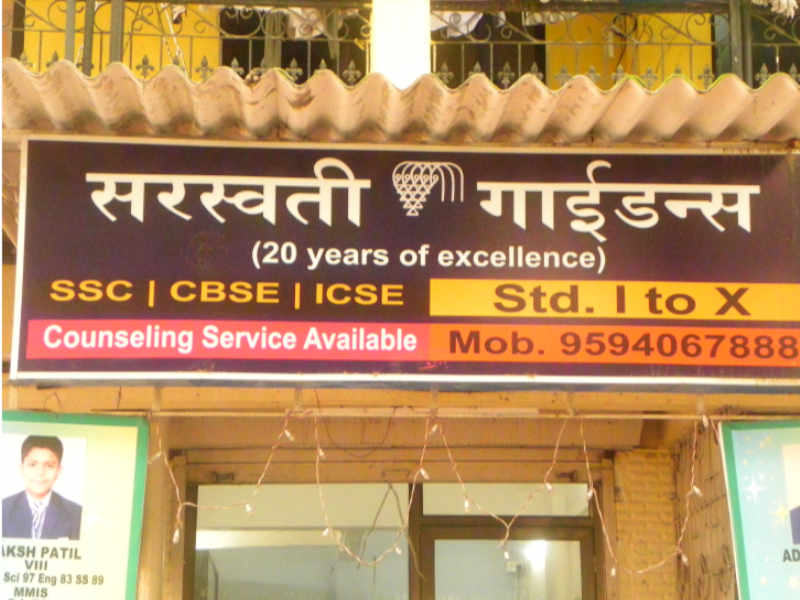 सरस्वती गाईडन्स
(20 years of excellence)
SSC | CBSE | ICSE
Std. I to X
Counseling Service Available
Mob. 9594067888
AKSH PATIL
VIII
Sci 97 Eng 83 SS 89
MMIS
AD